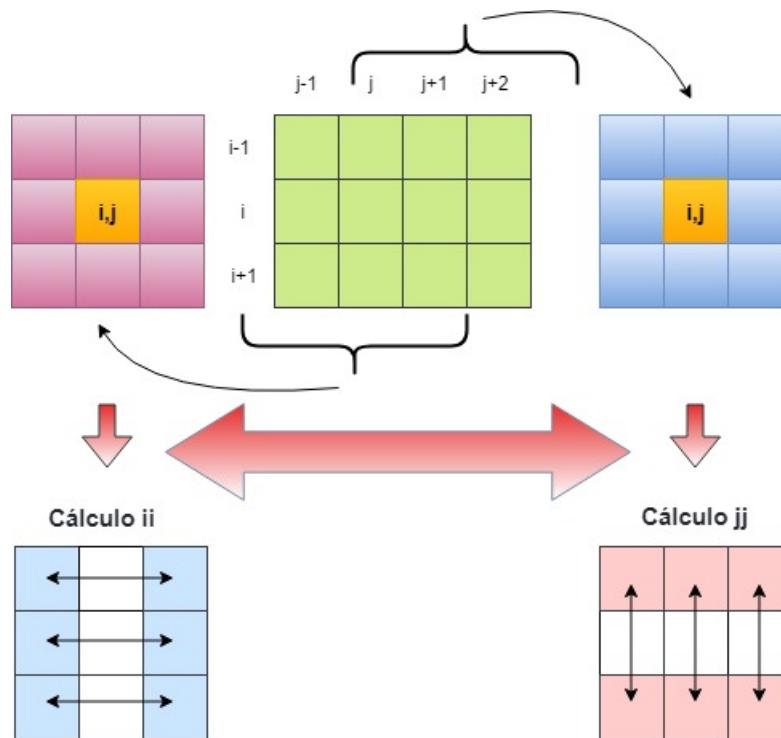 j-1 j j+1 j+2
i-1
i,j i i,j
i+1
Cálculo ii Cálculo jj